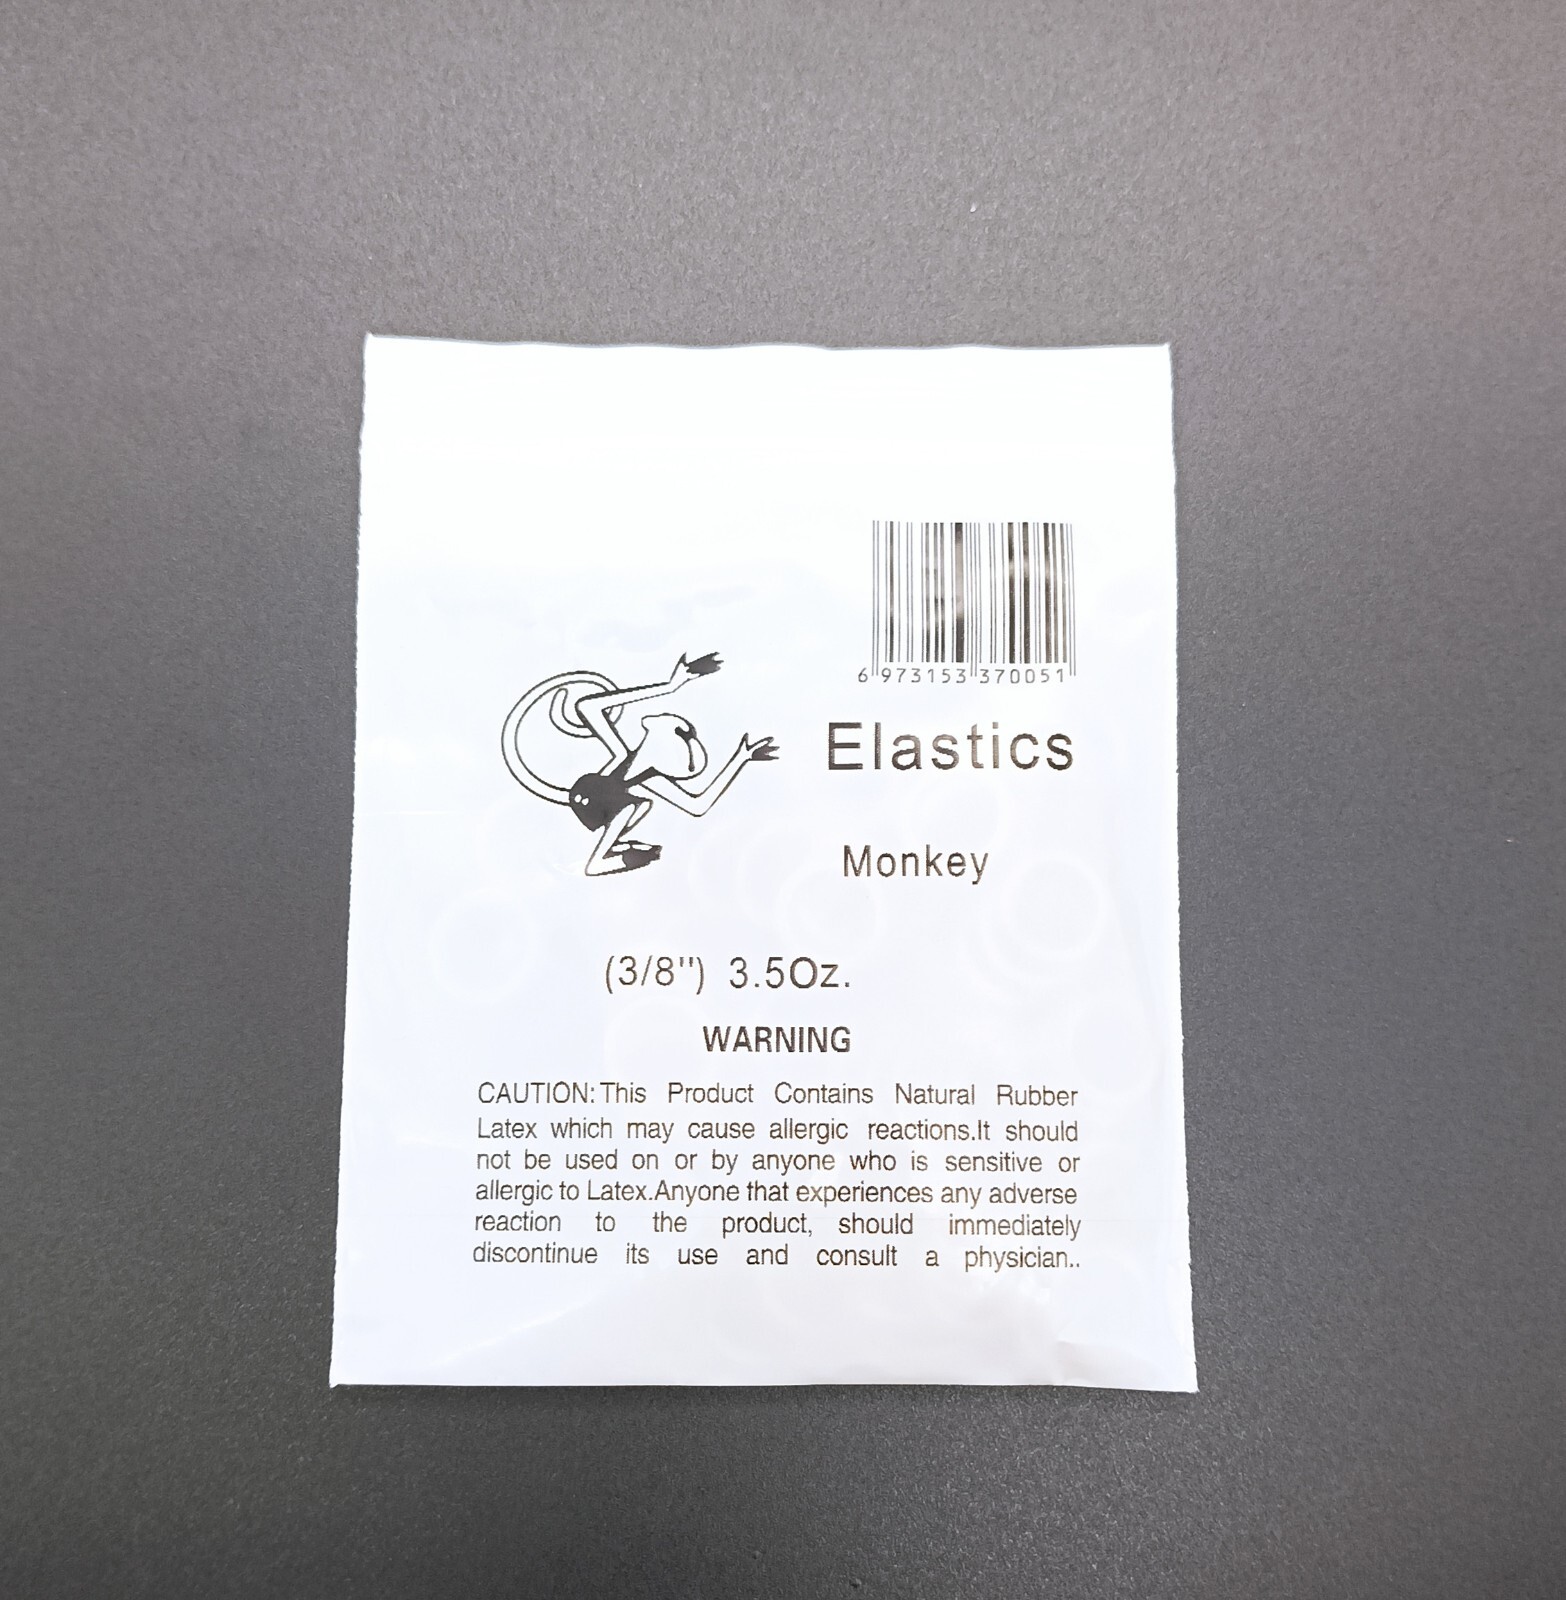 6 973153 370051
Elastics
Monkey
(3/8") 3.5Oz.
WARNING
CAUTION: This Product Contains Natural Rubber
Latex which may cause allergic reactions.It should
not be used on or by anyone who is sensitive or
allergic to Latex.Anyone that experiences any adverse
reaction to the product, should immediately
discontinue its use and consult a physician..